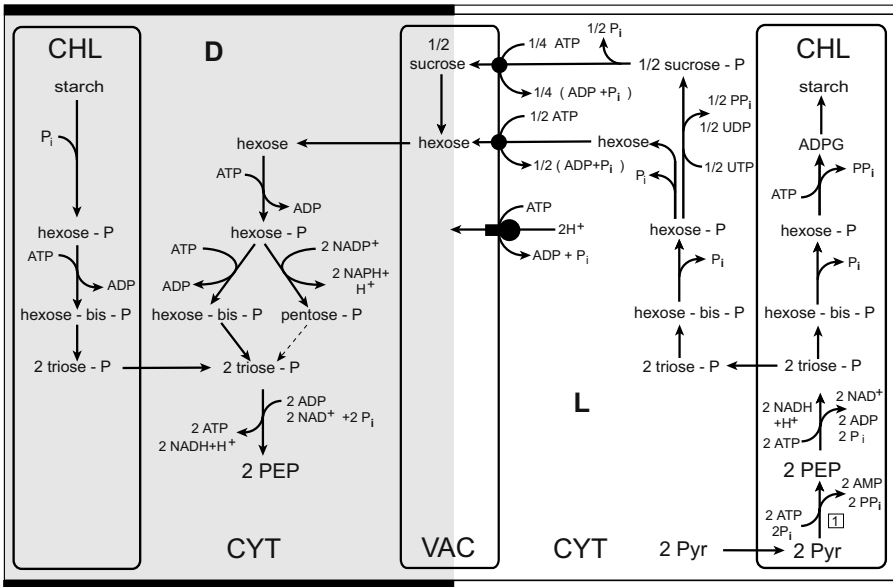 CHL
D
starch
P i
hexose - P
ATP
ADP
hexose - bis - P
2 triose - P
hexose
ATP
ADP
hexose - P
ATP
2 NADP+
ADP
2 NAPH+
H+
hexose - bis - P
pentose - P
2 triose - P
2 ADP
2 NAD+ +2 Pi
2 ATP
2 NADH+H+
2 PEP
CYT
1/2
sucrose
hexose
VAC
1/4 ATP
1/2 Pi
1/2 sucrose - P
1/4 ( ADP +Pi )
1/2 ATP
hexose
1/2 (ADP+Pi )
Pi
1/2 PPi
1/2 UDP
1/2 UTP
ATP
2H+
ADP + Pi
hexose - P
Pi
hexose - bis - P
2 triose - P
L
CYT
2 Pyr
CHL
starch
ADPG
ATP
PPi
hexose - P
Pi
hexose - bis - P
2 triose - P
2 NADH
+H+
2 ATP
2 NAD+
2 ADP
2 Pi
2 PEP
2 AMP
2 PPi
2 ATP
2Pi
1
2 Pyr